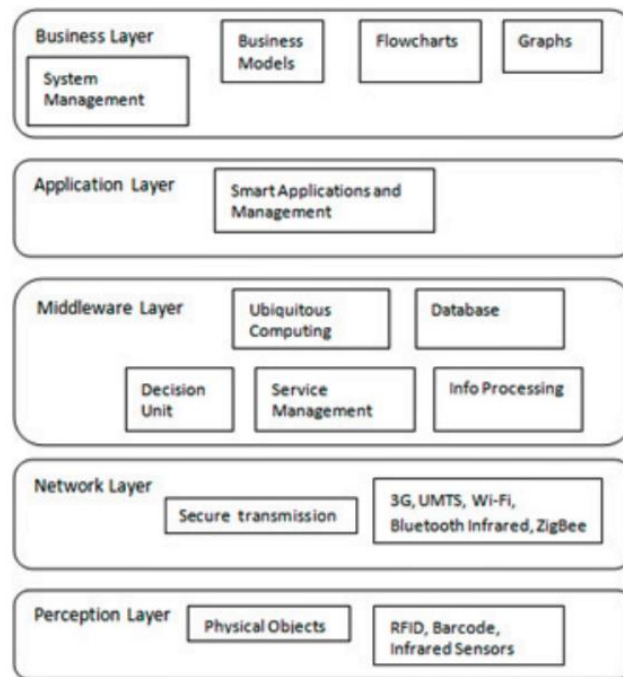 Business Layer
Business
Models
Flowcharts
Graphs
System
Management
Application Layer
Smart Applications and
Management
Middleware Layer
Ubiquitous
Computing
Database
Decision
Unit
Service
Management
Info Processing
Network Layer
Secure transmission
3G, UMTS, Wi-Fi,
Bluetooth Infrared, ZigBee
Perception Layer
Physical Objects
RFID, Barcode,
Infrared Sensors